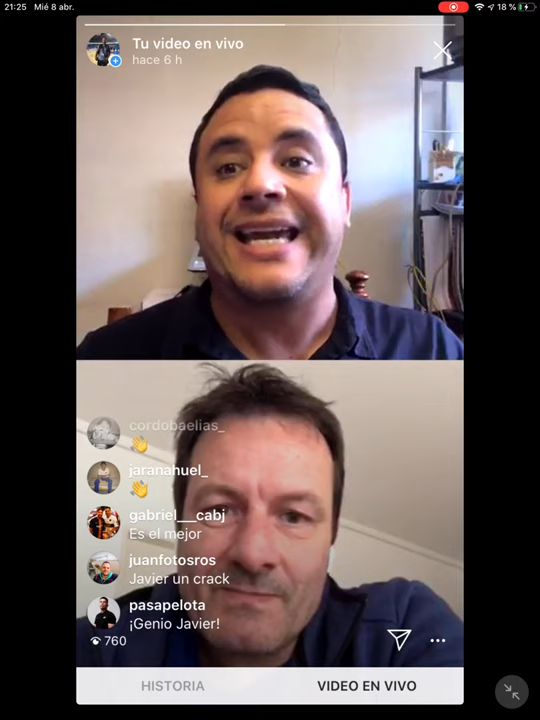 21:25 Mié 8 abr.
18 %
Tu video en vivo
hace 6 h
cordobaelias_
jaranahuel_
gabriel___cabj
Es el mejor
juanfotosros
Javier un crack
pasapelota
¡Genio Javier!
760
HISTORIA
VIDEO EN VIVO